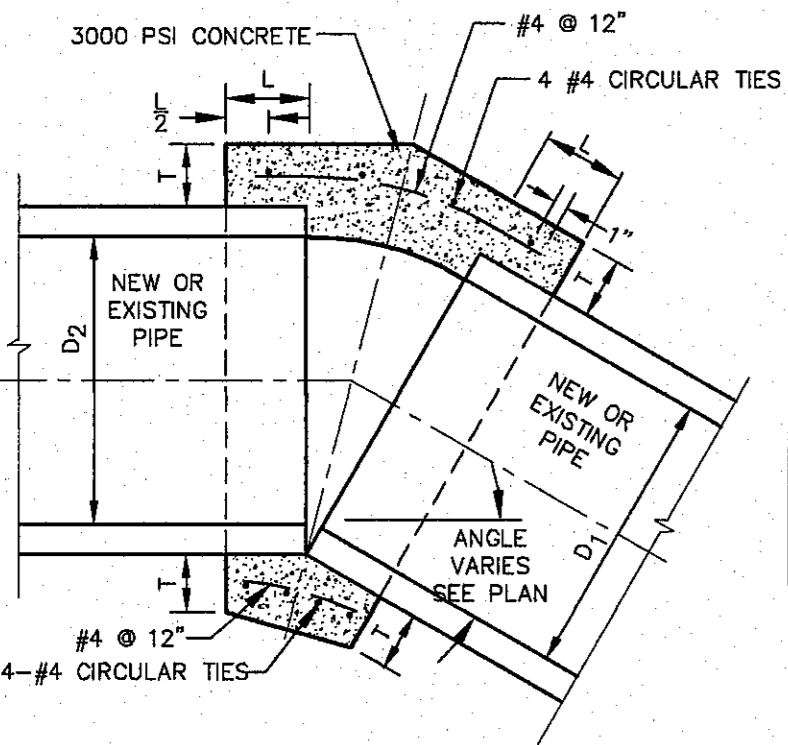 3000 PSI CONCRETE
#4 @ 12"
4 #4 CIRCULAR TIES
L
L/2
L
T
1"
T
NEW OR
EXISTING
PIPE
D2
NEW OR
EXISTING
PIPE
D1
ANGLE
VARIES
SEE PLAN
T
T
#4 @ 12"
4-#4 CIRCULAR TIES